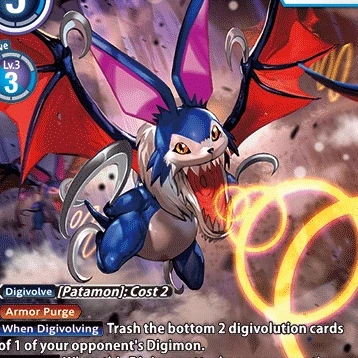 Lv.3
3
Digivolve [Patamon]: Cost 2
Armor Purge
When Digivolving Trash the bottom 2 digivolution cards
of 1 of your opponent's Digimon.